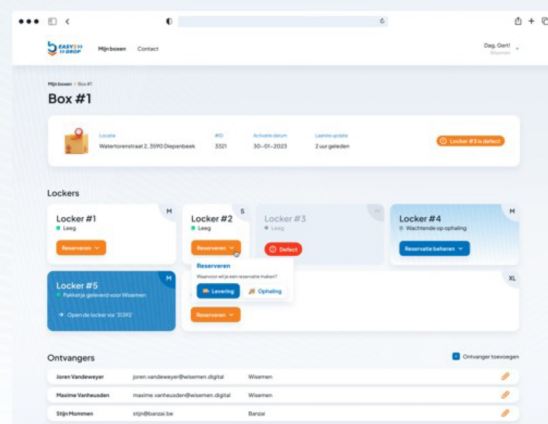 EASY
DROP
Mijn boxen Contact
Dag, Gert!
Wisemen
Mijn boxen > Box #1
Box #1
Locatie #ID Activatie datum Laatste update
Watertorenstraat 2, 3590 Diepenbeek 3321 30-01-2023 2 uur geleden
Locker #3 is defect
Lockers
Locker #1 M
Leeg
Reserveren
Locker #2 S
Leeg
Reserveren
Locker #3 M
Leeg
Defect
Locker #4 M
Wachtende op ophaling
Reservatie beheren
Reserveren
Waarvoor wil je een reservatie maken?
Levering Ophaling
Locker #5 M
Pakketje geleverd voor Wisemen
Open de locker via
XL
Reserveren
Ontvangers
Ontvanger toevoegen
Joren Vandeweyer joren.vandeweyer@wisemen.digital Wisemen
Maxime Vanheusden maxime.vanheusden@wisemen.digital Wisemen
Stijn Mommen stijn@banzai.be Banzai